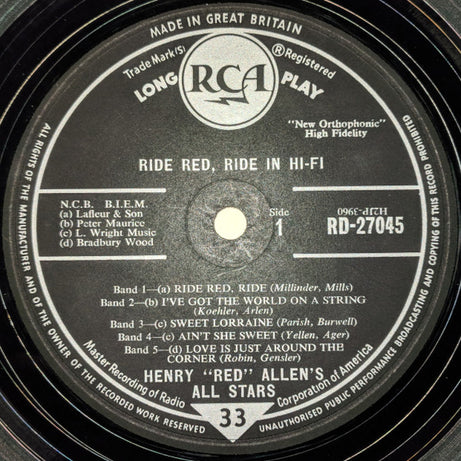 MADE IN GREAT BRITAIN
Trade Mark(S) ® Registered
LONG RCA PLAY
"New Orthophonic"
High Fidelity
RIDE RED, RIDE IN HI-FI
N.C.B. B.I.E.M.
(a) Lafleur & Son
(b) Peter Maurice
(c) L. Wright Music
(d) Bradbury Wood
Side
1
H2JP-3960
RD-27045
Band 1—(a) RIDE RED, RIDE (Millinder, Mills)
Band 2—(b) I'VE GOT THE WORLD ON A STRING
(Koehler, Arlen)
Band 3—(c) SWEET LORRAINE (Parish, Burwell)
Band 4—(c) AIN'T SHE SWEET (Yellen, Ager)
Band 5—(d) LOVE IS JUST AROUND THE
CORNER (Robin, Gensler)
HENRY "RED" ALLEN'S
ALL STARS
33
Master Recording of Radio Corporation of America
ALL RIGHTS OF THE MANUFACTURER AND OF THE OWNER OF THE RECORDED WORK RESERVED
UNAUTHORISED PUBLIC PERFORMANCE BROADCASTING AND COPYING OF THIS RECORD PROHIBITED